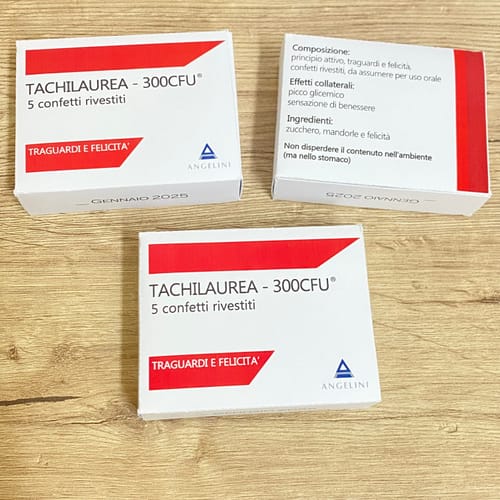 TACHILAUREA - 300CFU®
5 confetti rivestiti
TRAGUARDI E FELICITA'
ANGELINI
GENNAIO 2025
Composizione:
principio attivo, traguardi e felicità,
confetti rivestiti, da assumere per uso orale
Effetti collaterali:
picco glicemico
sensazione di benessere
Ingredienti:
zucchero, mandorle e felicità
Non disperdere il contenuto nell'ambiente
(ma nello stomaco)
GENNAIO 2025
TACHILAUREA - 300CFU®
5 confetti rivestiti
TRAGUARDI E FELICITA'
ANGELINI